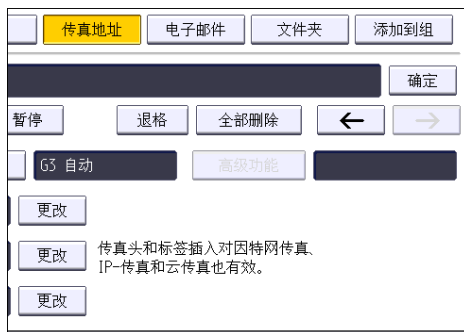 传真地址 电子邮件 文件夹 添加到组
确定
暂停 退格 全部删除 ← →
G3 自动 高级功能
更改
更改 传真头和标签插入对因特网传真、
IP-传真和云传真也有效。
更改